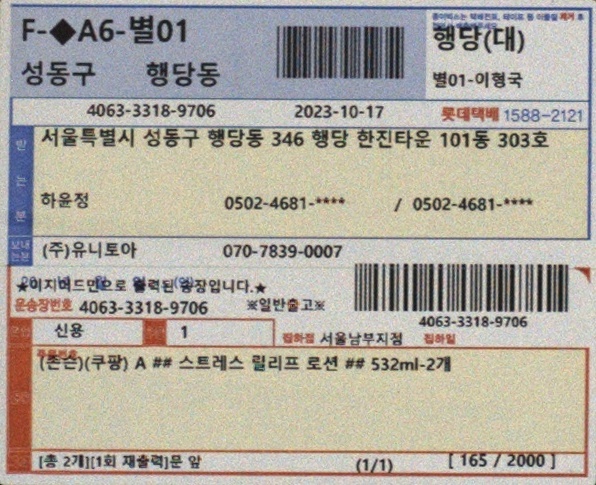 F-◆A6-별01
성동구 행당동
종이박스는 택배전표, 테이프 등 이물질 제거 후
행당(대)
별01-이형국
4063-3318-9706 2023-10-17 롯데택배 1588-2121
받는분
서울특별시 성동구 행당동 346 행당 한진타운 101동 303호
하윤정 0502-4681-**** / 0502-4681-****
보내는분 (주)유니토아 070-7839-0007
★이지어드민으로 출력된 송장입니다.★
운송장번호 4063-3318-9706 ※일반출고※
4063-3318-9706
신용 1 집하점 서울남부지점 집하일
(존슨)(쿠팡) A ## 스트레스 릴리프 로션 ## 532ml-2개
[총 2개][1회 재출력]문 앞 (1/1) [ 165 / 2000 ]